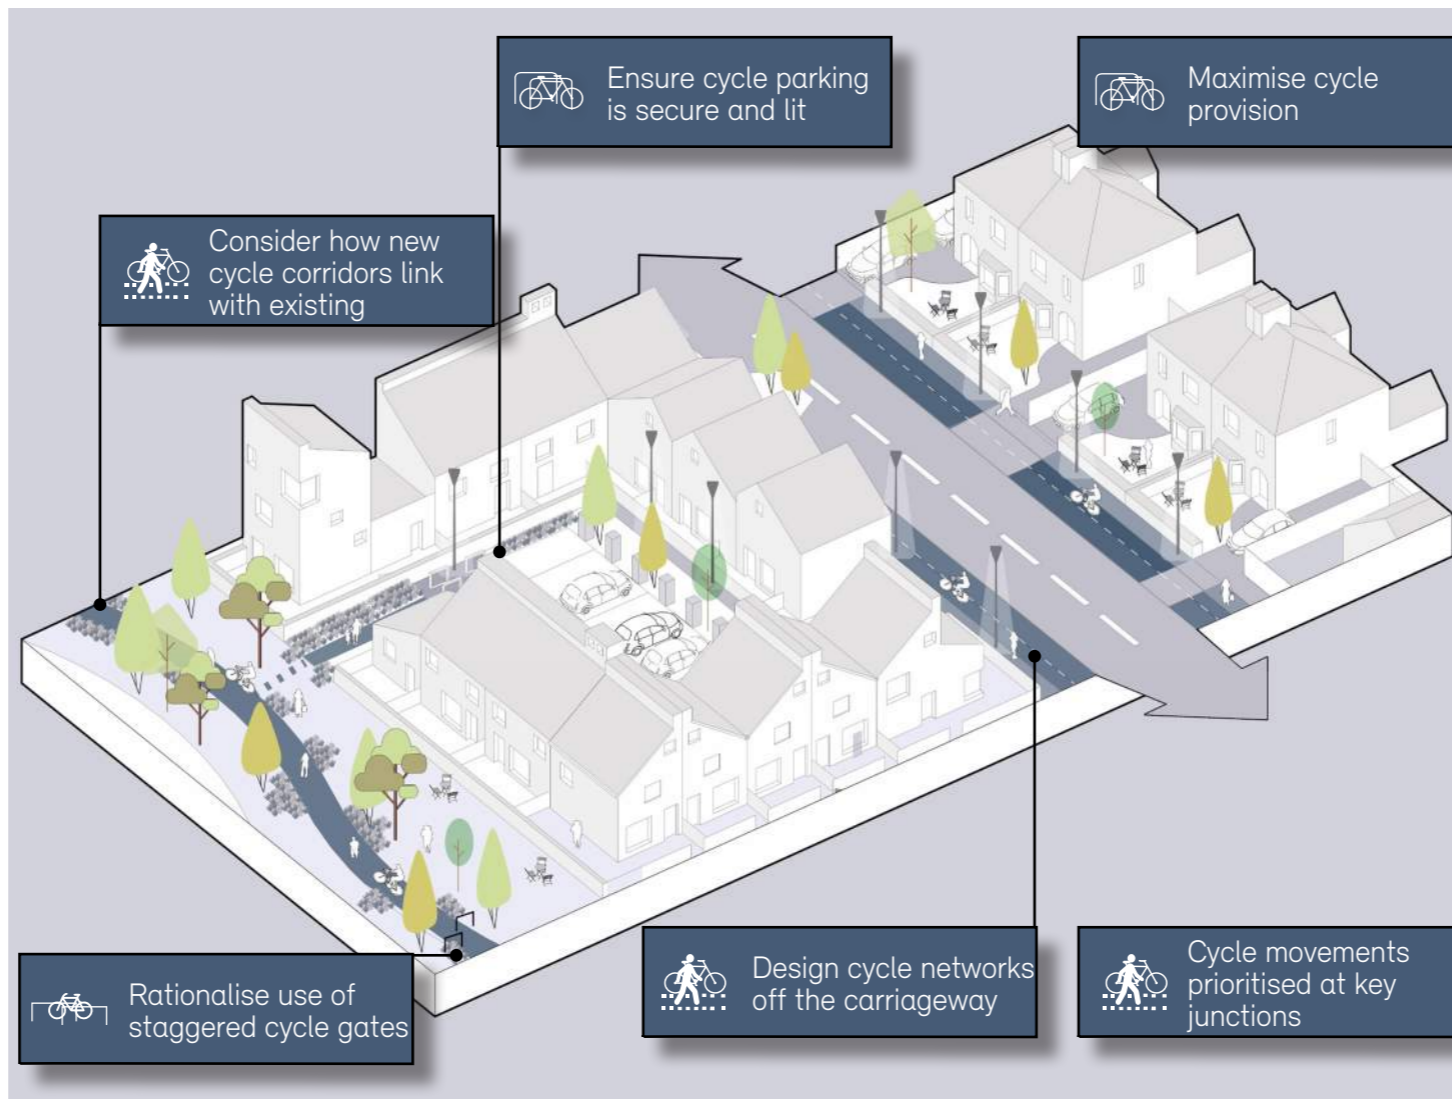 Ensure cycle parking
is secure and lit
Maximise cycle
provision
Consider how new
cycle corridors link
with existing
Rationalise use of
staggered cycle gates
Design cycle networks
off the carriageway
Cycle movements
prioritised at key
junctions